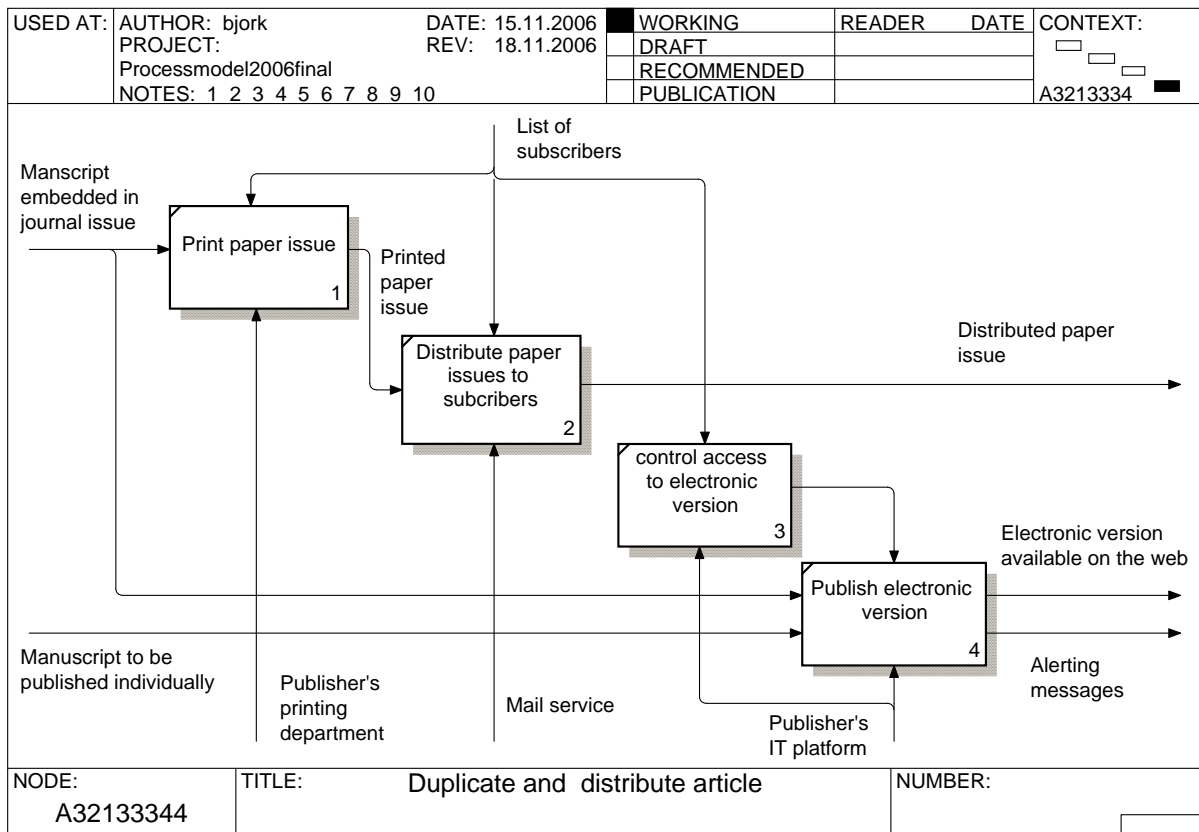 USED AT:
AUTHOR: bjork
DATE: 15.11.2006
PROJECT:
REV: 18.11.2006
Processmodel2006final
NOTES: 1 2 3 4 5 6 7 8 9 10
WORKING
DRAFT
RECOMMENDED
PUBLICATION
READER DATE
CONTEXT:
A3213334
List of
subscribers
Manscript
embedded in
journal issue
Print paper issue
1
Printed
paper
issue
Distribute paper
issues to
subcribers
2
Distributed paper
issue
control access
to electronic
version
3
Electronic version
available on the web
Publish electronic
version
4
Manuscript to be
published individually
Publisher's
printing
department
Mail service
Publisher's
IT platform
Alerting
messages
NODE:
A32133344
TITLE:
Duplicate and distribute article
NUMBER: